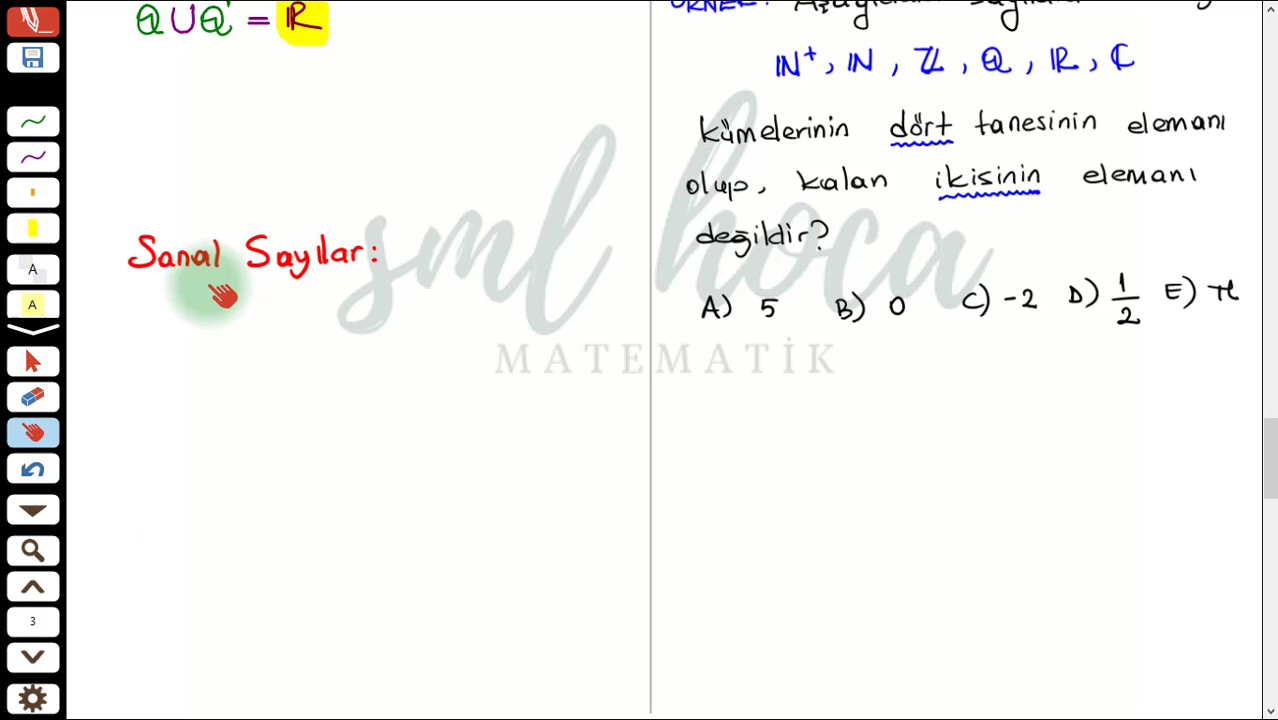 Q ∪ Q' = ℝ
Sanal Sayılar:
ÖRNEK:
ℕ⁺, ℕ, ℤ, ℚ, ℝ, ℂ
kümelerinin dört tanesinin elemanı
olup, kalan ikisinin elemanı
değildir?
A) 5 B) 0 C) -2 D) 1/2 E) π
sml hoca
MATEMATİK
A
A
3